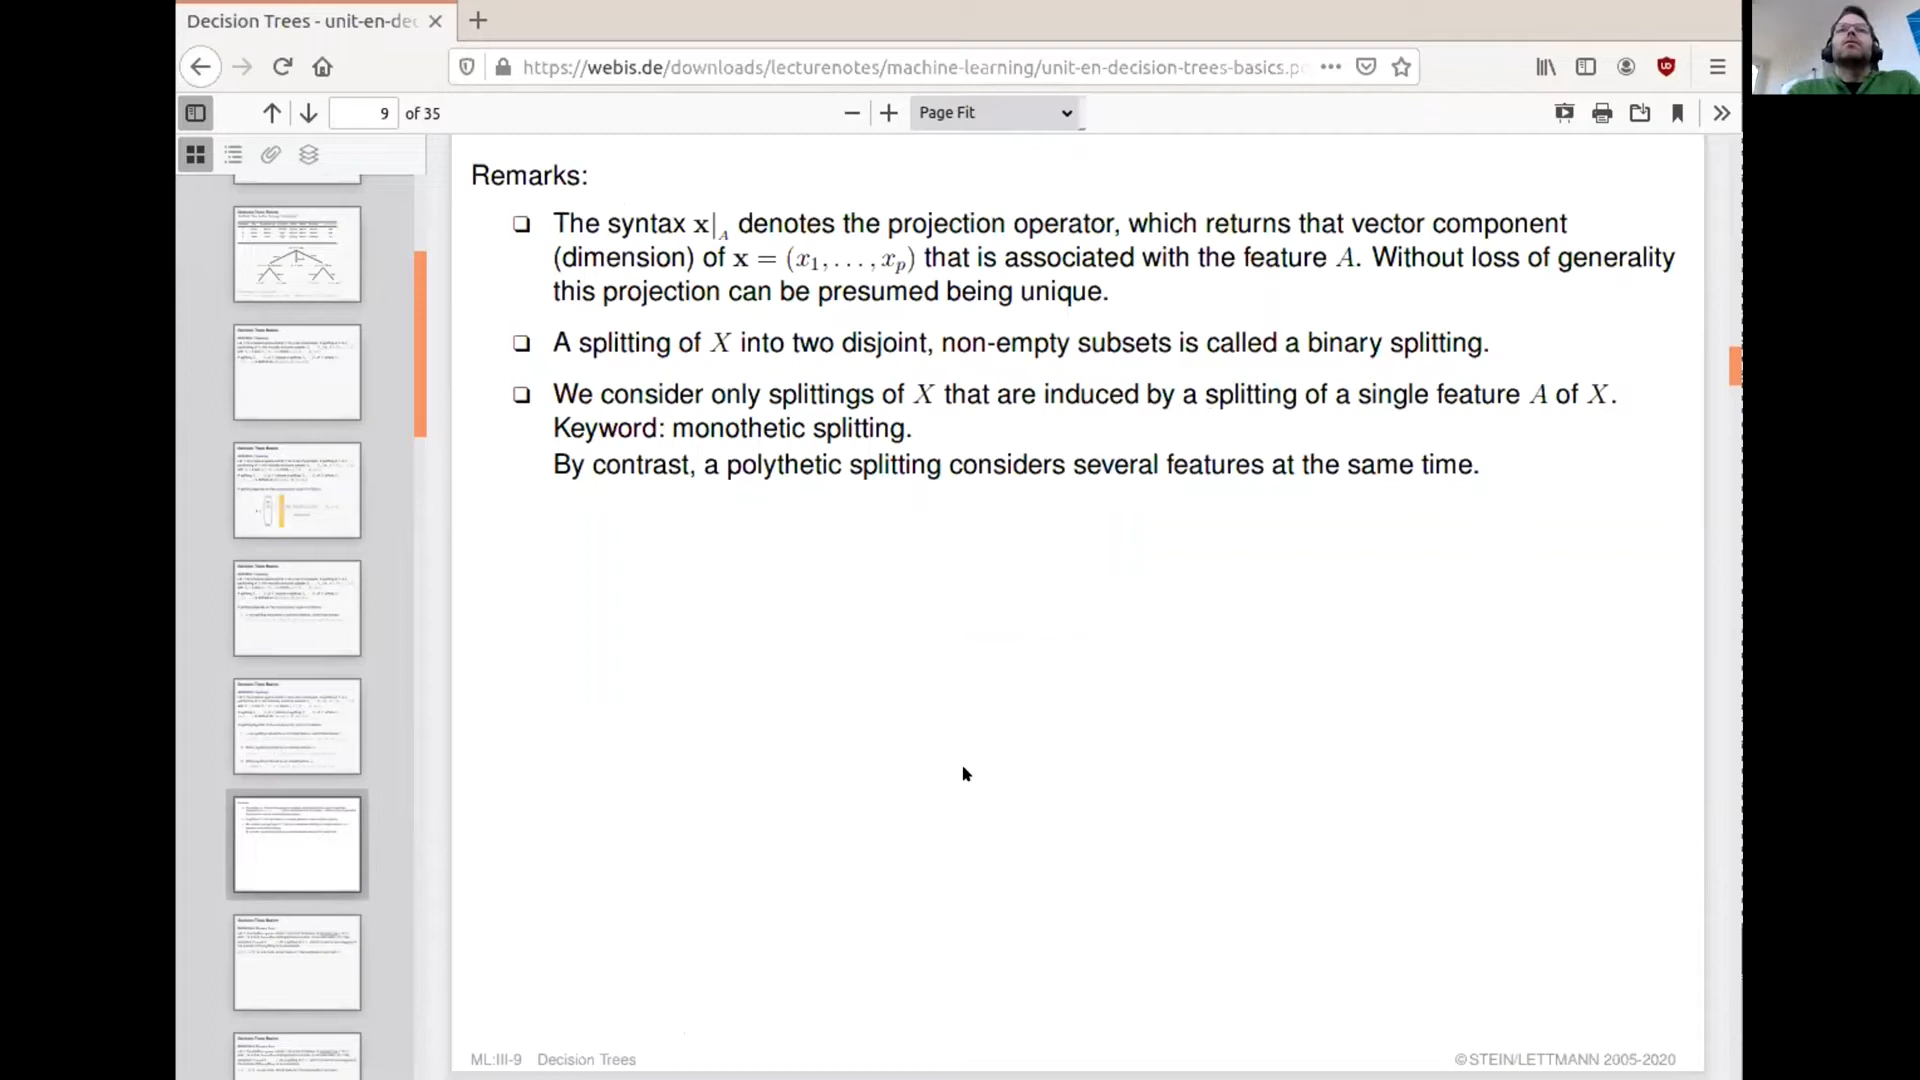 Decision Trees - unit-en-dec
https://webis.de/downloads/lecturenotes/machine-learning/unit-en-decision-trees-basics.p
9 of 35
Page Fit
Remarks:
The syntax x|A denotes the projection operator, which returns that vector component
(dimension) of x = (x1, . . . , xp) that is associated with the feature A. Without loss of generality
this projection can be presumed being unique.
A splitting of X into two disjoint, non-empty subsets is called a binary splitting.
We consider only splittings of X that are induced by a splitting of a single feature A of X.
Keyword: monothetic splitting.
By contrast, a polythetic splitting considers several features at the same time.
ML:III-9 Decision Trees
©STEIN/LETTMANN 2005-2020